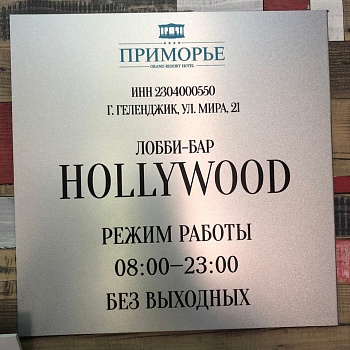 ПРИМОРЬЕ
GRAND RESORT HOTEL
ИНН 2304000550
Г. ГЕЛЕНДЖИК, УЛ. МИРА, 21
ЛОББИ-БАР
HOLLYWOOD
РЕЖИМ РАБОТЫ
08:00–23:00
БЕЗ ВЫХОДНЫХ